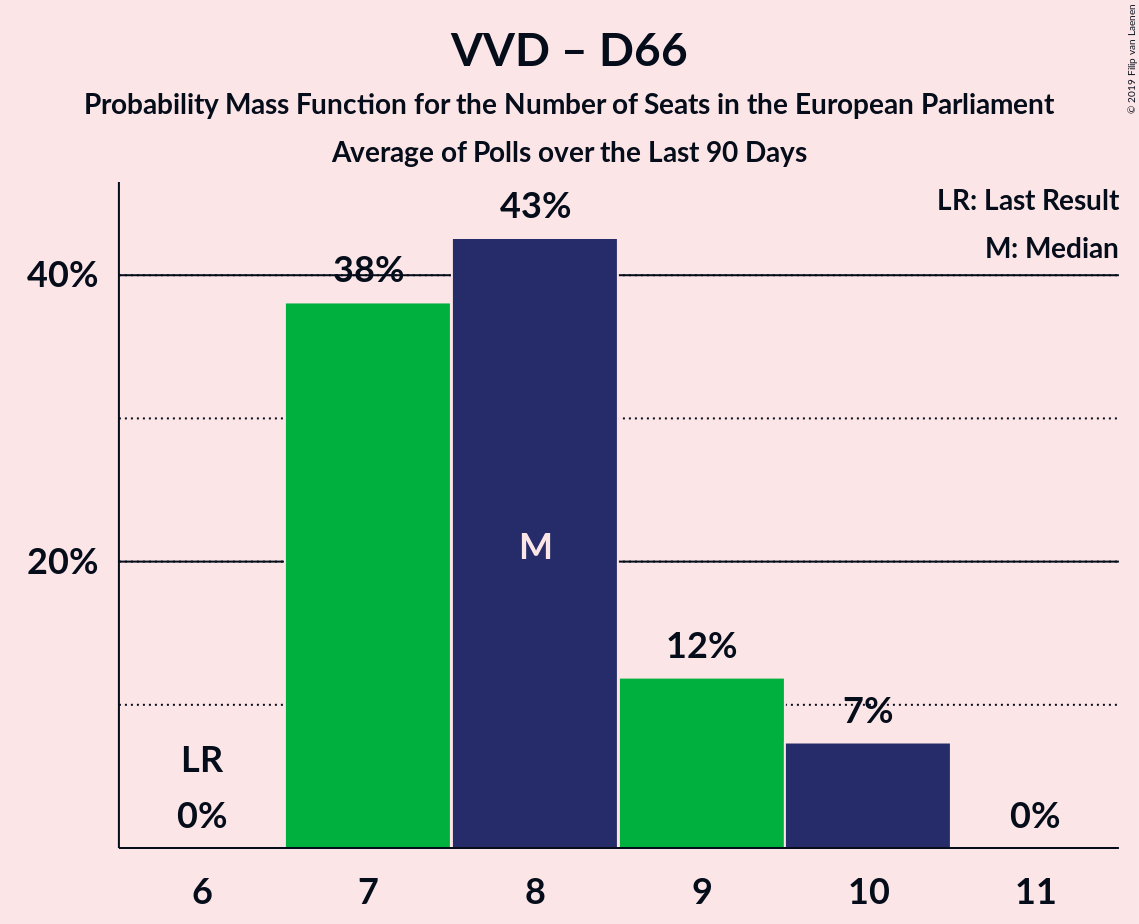 VVD – D66
Probability Mass Function for the Number of Seats in the European Parliament
Average of Polls over the Last 90 Days
© 2019 Filip van Laenen
LR: Last Result
M: Median
43%
38%
40%
M
20%
12%
7%
LR
0%
0%
6 7 8 9 10 11